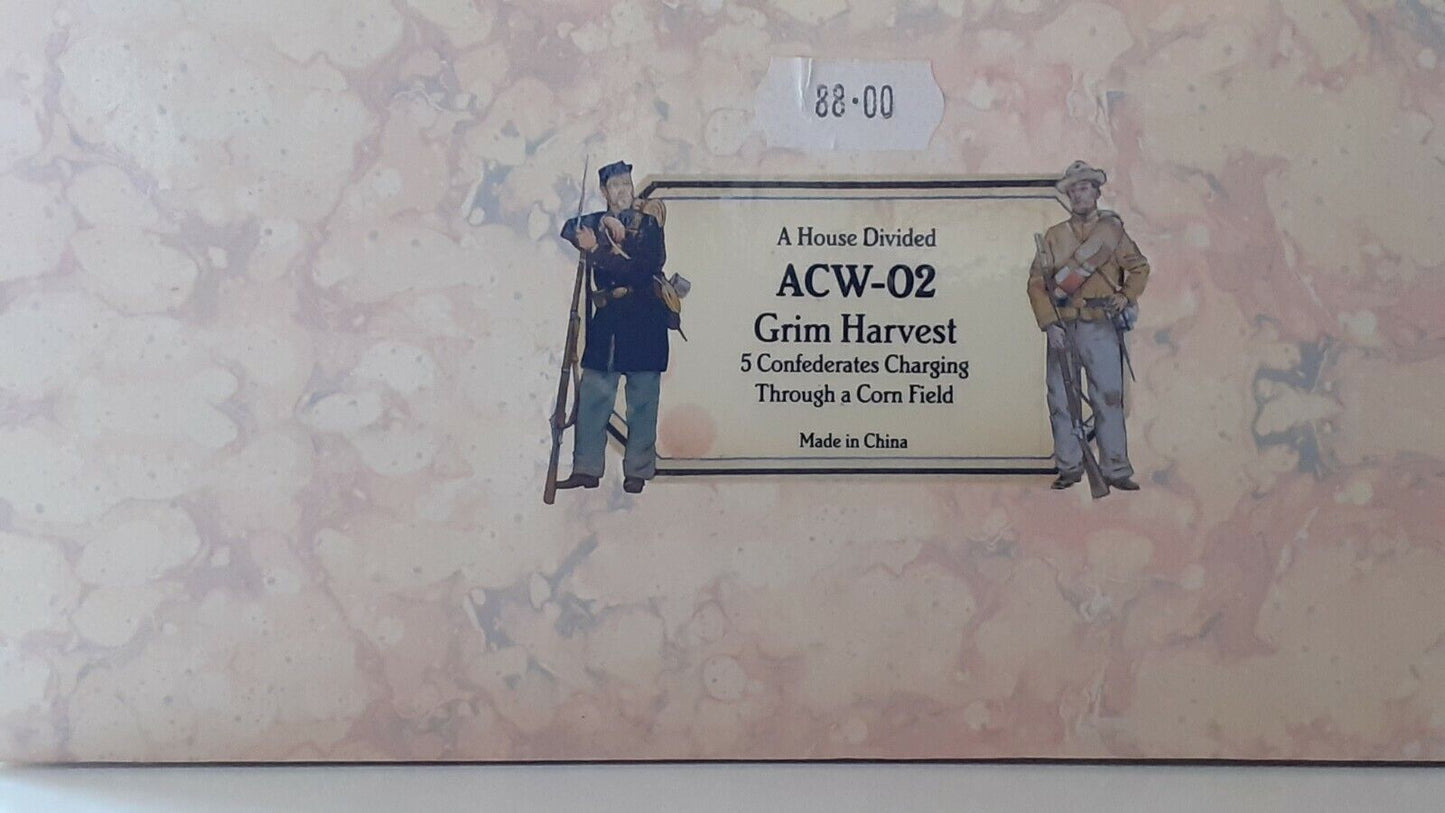 88·00
A House Divided
ACW-02
Grim Harvest
5 Confederates Charging
Through a Corn Field
Made in China